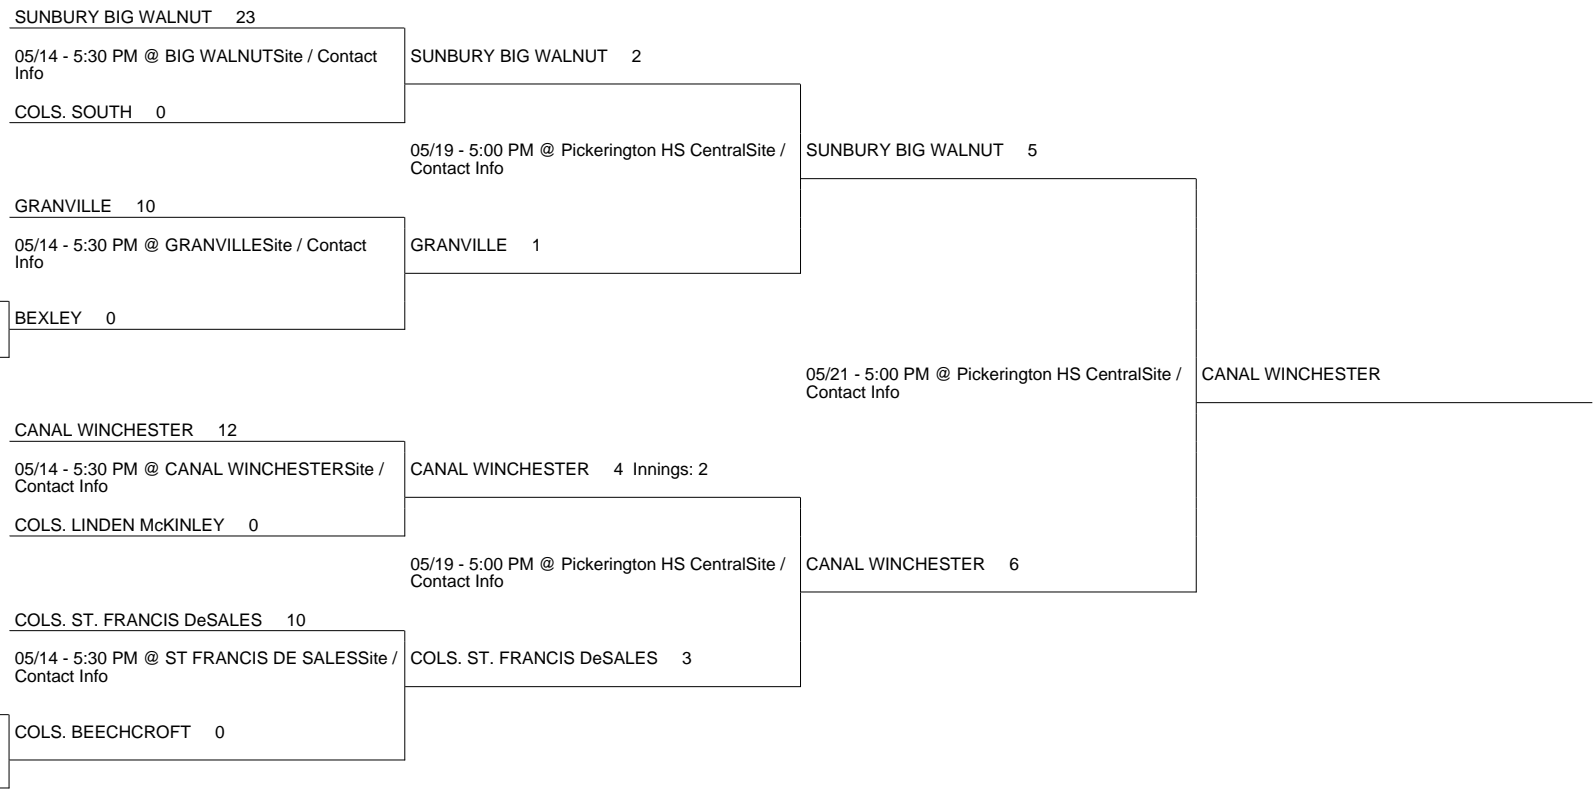 SUNBURY BIG WALNUT 23
05/14 - 5:30 PM @ BIG WALNUTSite / Contact
Info
COLS. SOUTH 0
SUNBURY BIG WALNUT 2
05/19 - 5:00 PM @ Pickerington HS CentralSite /
Contact Info
SUNBURY BIG WALNUT 5
GRANVILLE 10
05/14 - 5:30 PM @ GRANVILLESite / Contact
Info
GRANVILLE 1
BEXLEY 0
05/21 - 5:00 PM @ Pickerington HS CentralSite /
Contact Info
CANAL WINCHESTER
CANAL WINCHESTER 12
05/14 - 5:30 PM @ CANAL WINCHESTERSite /
Contact Info
CANAL WINCHESTER 4 Innings: 2
COLS. LINDEN McKINLEY 0
05/19 - 5:00 PM @ Pickerington HS CentralSite /
Contact Info
CANAL WINCHESTER 6
COLS. ST. FRANCIS DeSALES 10
05/14 - 5:30 PM @ ST FRANCIS DE SALESSite /
Contact Info
COLS. ST. FRANCIS DeSALES 3
COLS. BEECHCROFT 0